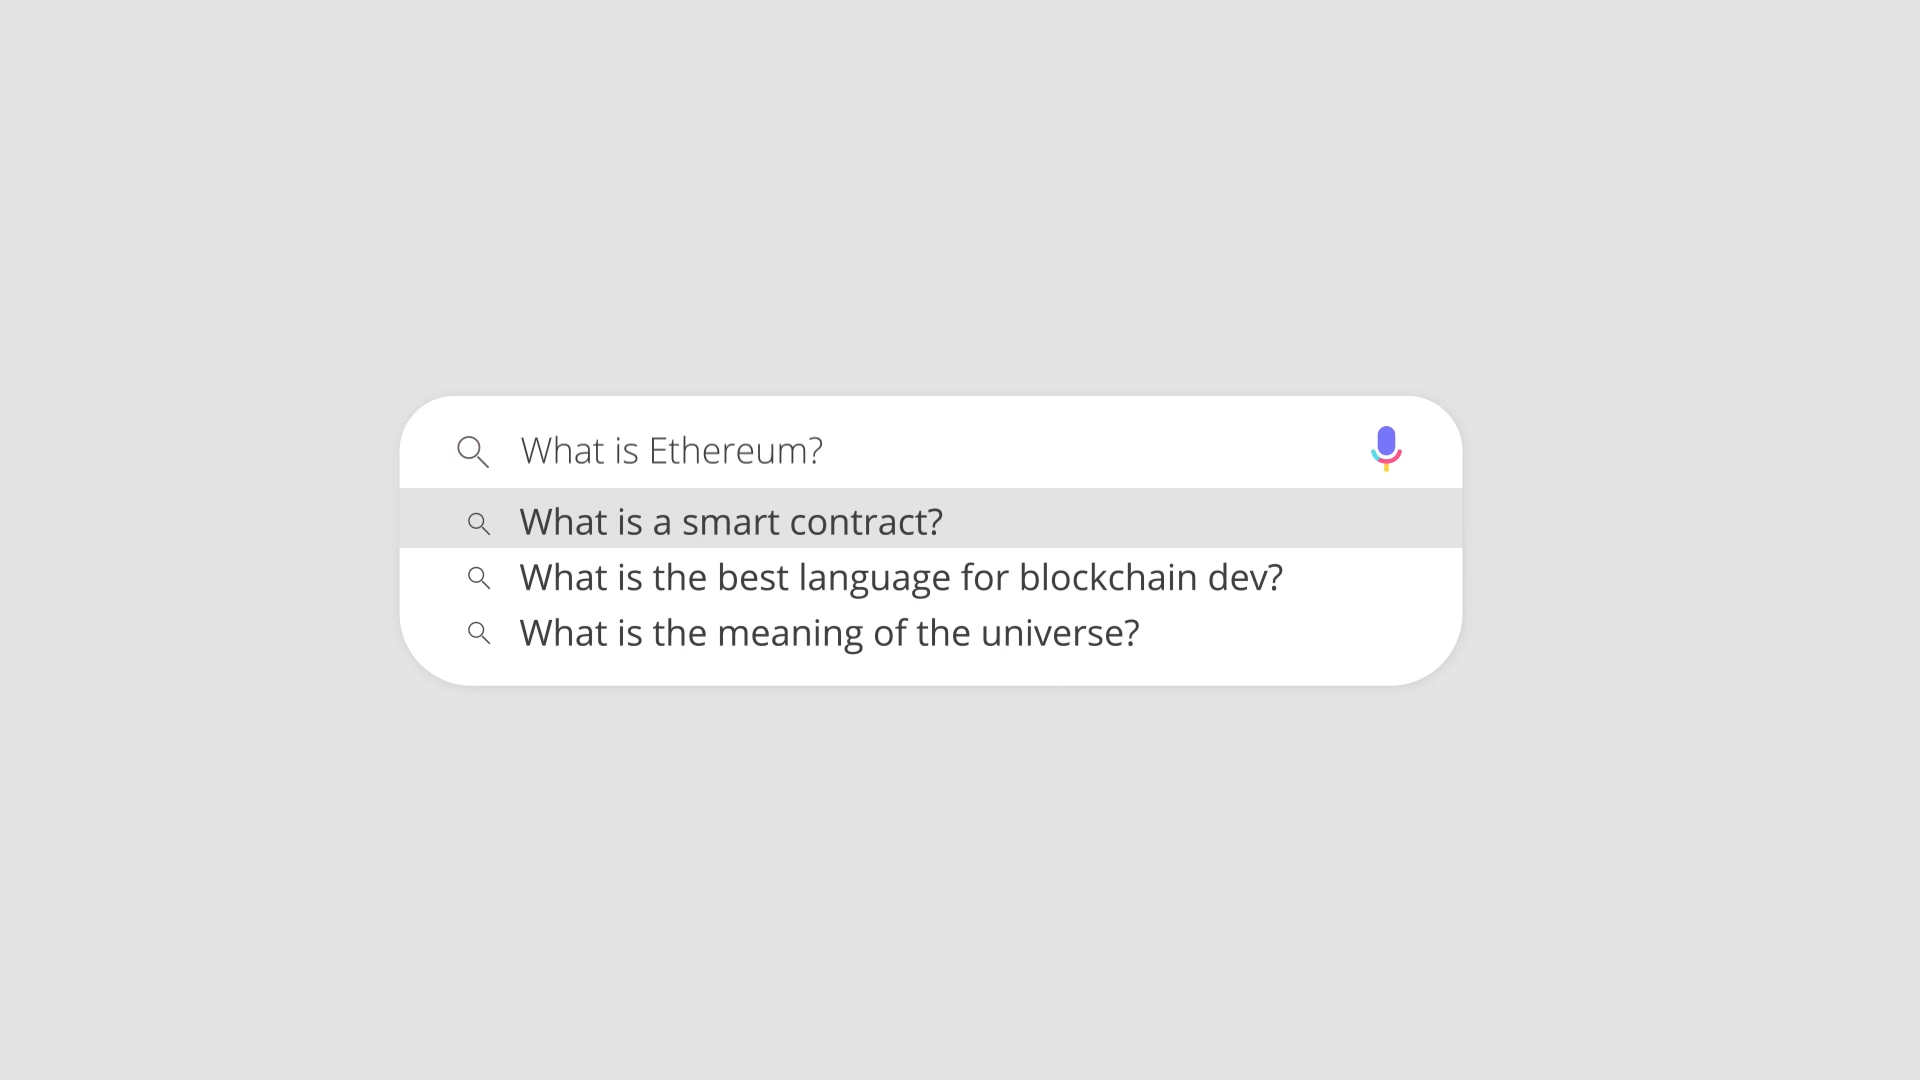 What is Ethereum?
What is a smart contract?
What is the best language for blockchain dev?
What is the meaning of the universe?